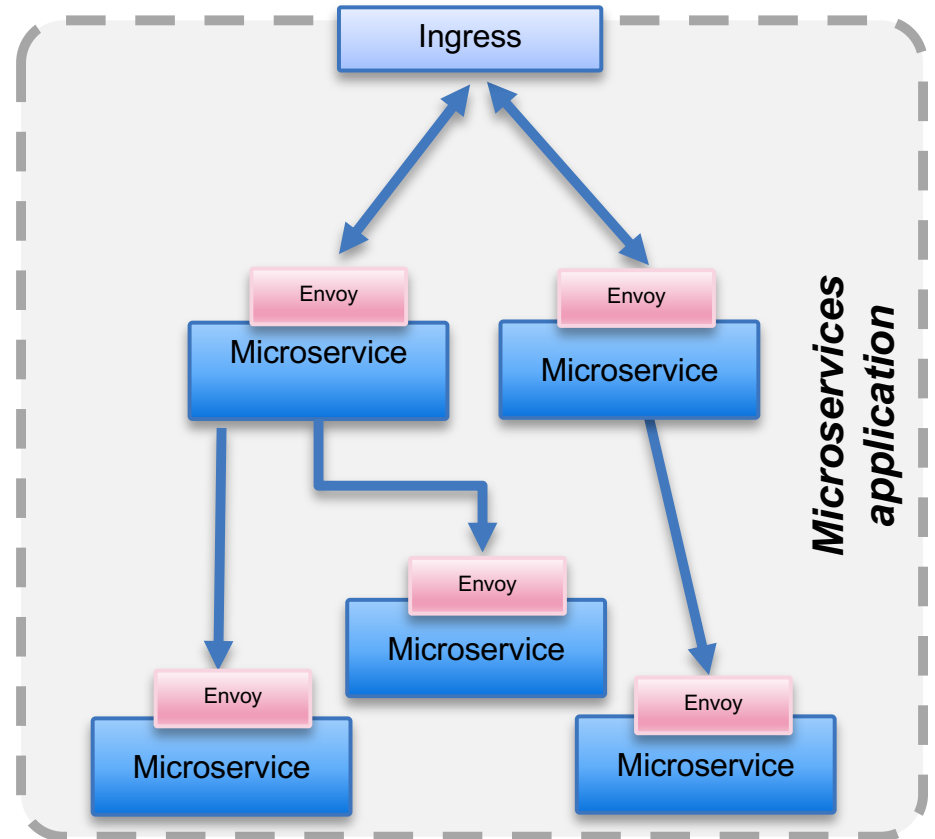 Ingress
Envoy
Microservice
Envoy
Microservice
Microservices
application
Envoy
Microservice
Envoy
Microservice
Envoy
Microservice